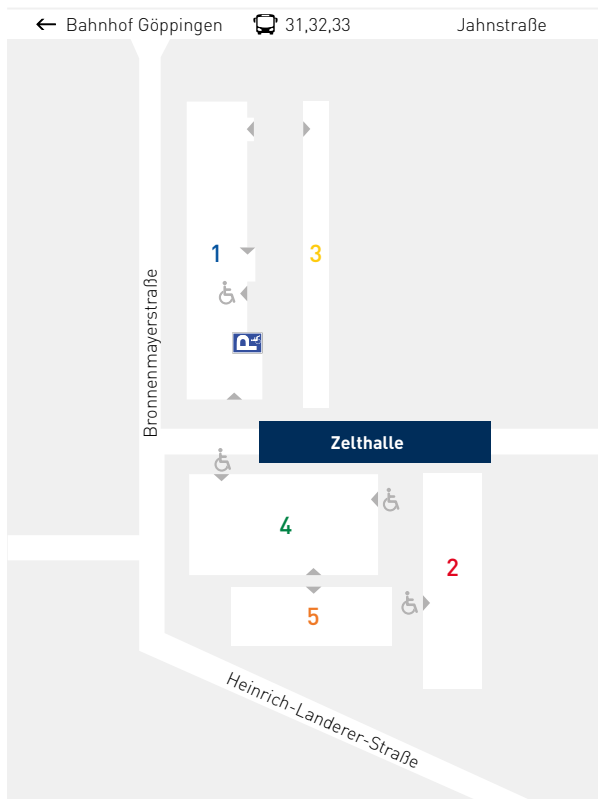 ← Bahnhof Göppingen 31,32,33 Jahnstraße
1
3
Bronnenmayerstraße
P
Zelthalle
4
2
5
Heinrich-Landerer-Straße